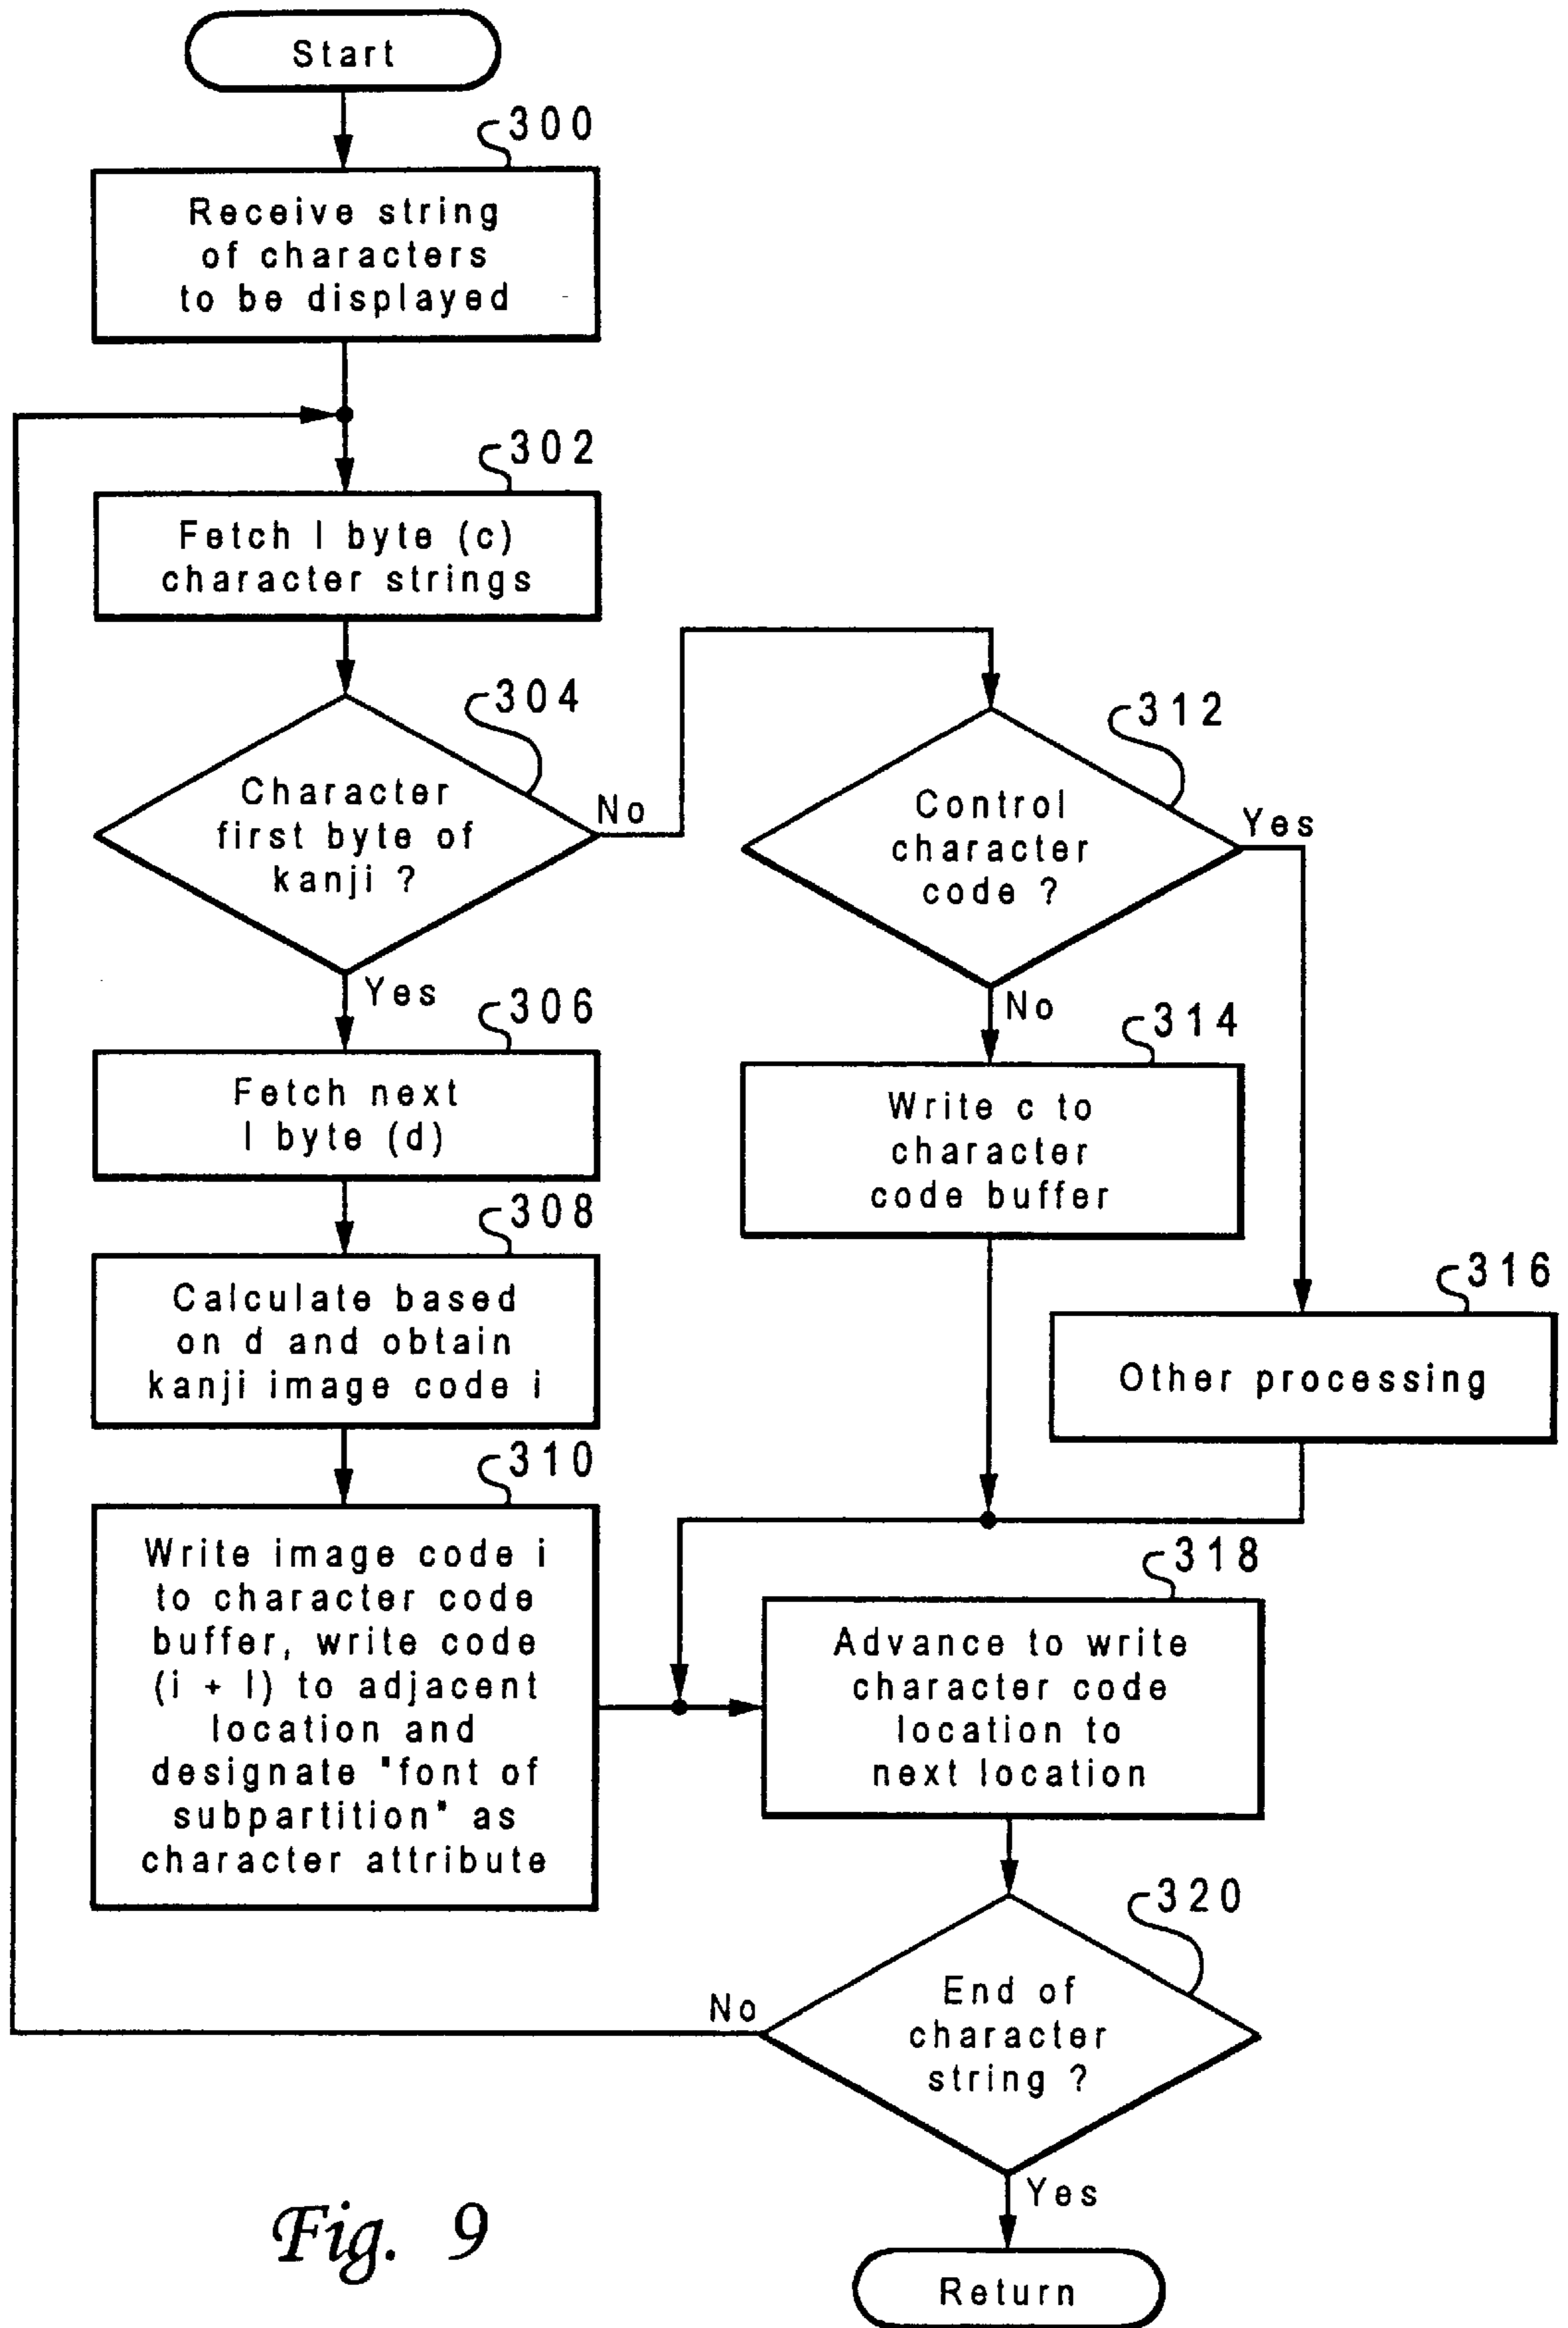 Start
300
Receive string
of characters
to be displayed
302
Fetch l byte (c)
character strings
304
Character
first byte of
kanji ?
No
Yes
306
Fetch next
l byte (d)
308
Calculate based
on d and obtain
kanji image code i
310
Write image code i
to character code
buffer, write code
(i + l) to adjacent
location and
designate "font of
subpartition" as
character attribute
312
Control
character
code ?
Yes
No
314
Write c to
character
code buffer
316
Other processing
318
Advance to write
character code
location to
next location
320
End of
character
string ?
No
Yes
Return
Fig. 9